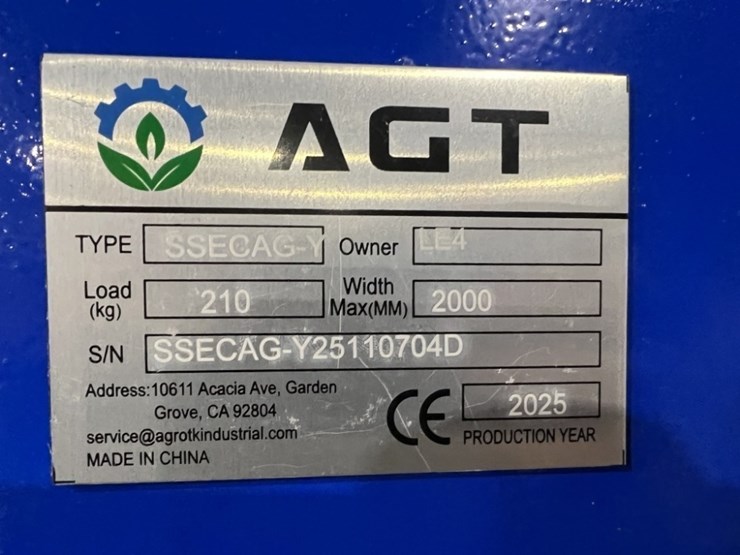 AGT
TYPE SSECAG-Y Owner LE4
Load (kg) 210 Width Max(MM) 2000
S/N SSECAG-Y25110704D
Address:10611 Acacia Ave, Garden
Grove, CA 92804
service@agrotkindustrial.com
MADE IN CHINA
CE 2025
PRODUCTION YEAR